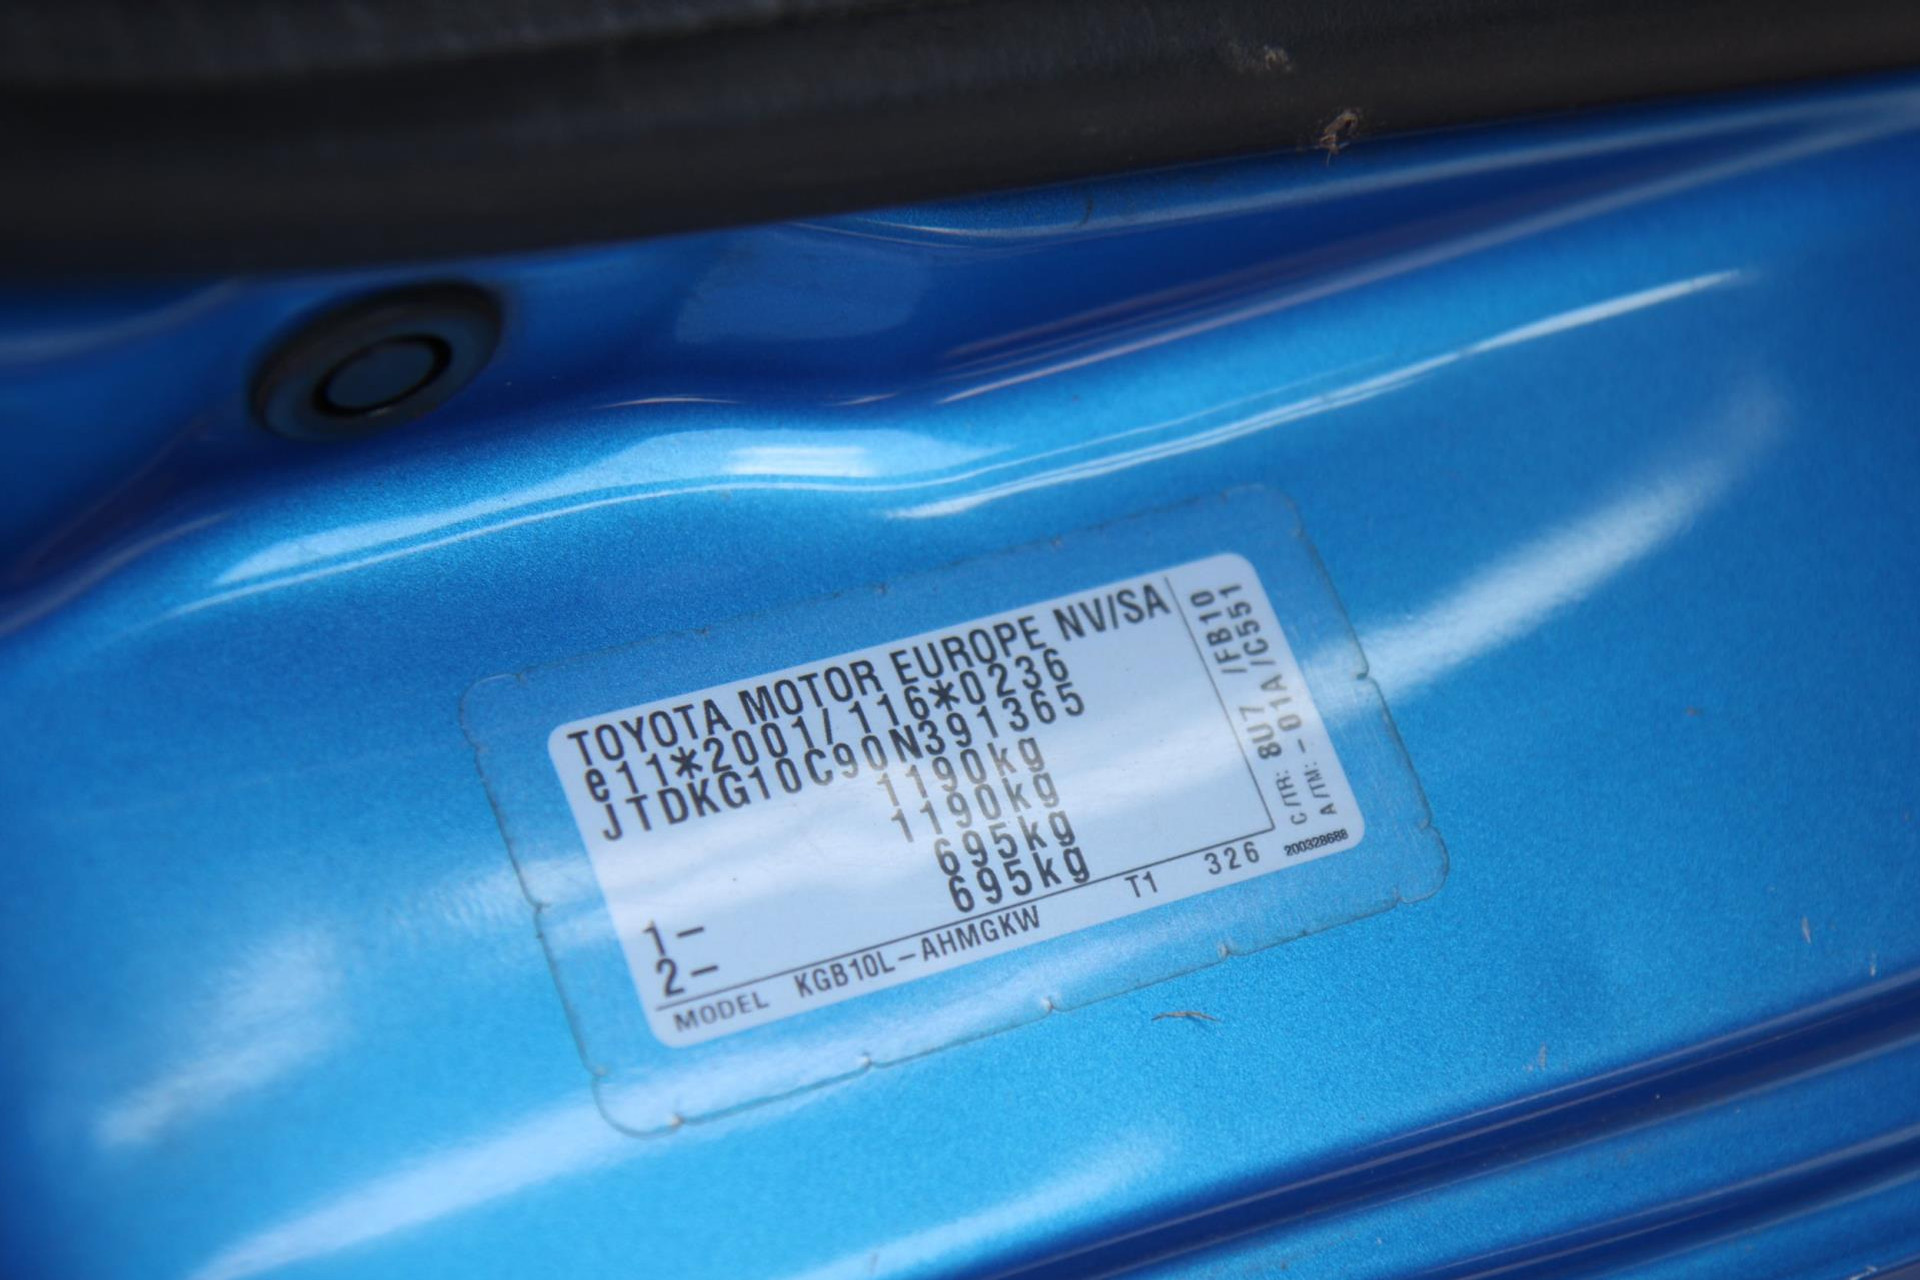 TOYOTA MOTOR EUROPE NV/SA
e11*2001/116*0236
JTDKG10C90N391365
1190kg
1190kg
1- 695kg
2- 695kg
MODEL KGB10L-AHMGKW T1 326
C/TR: 8U7 /FB10
A/TM: -01A/C551
200328688